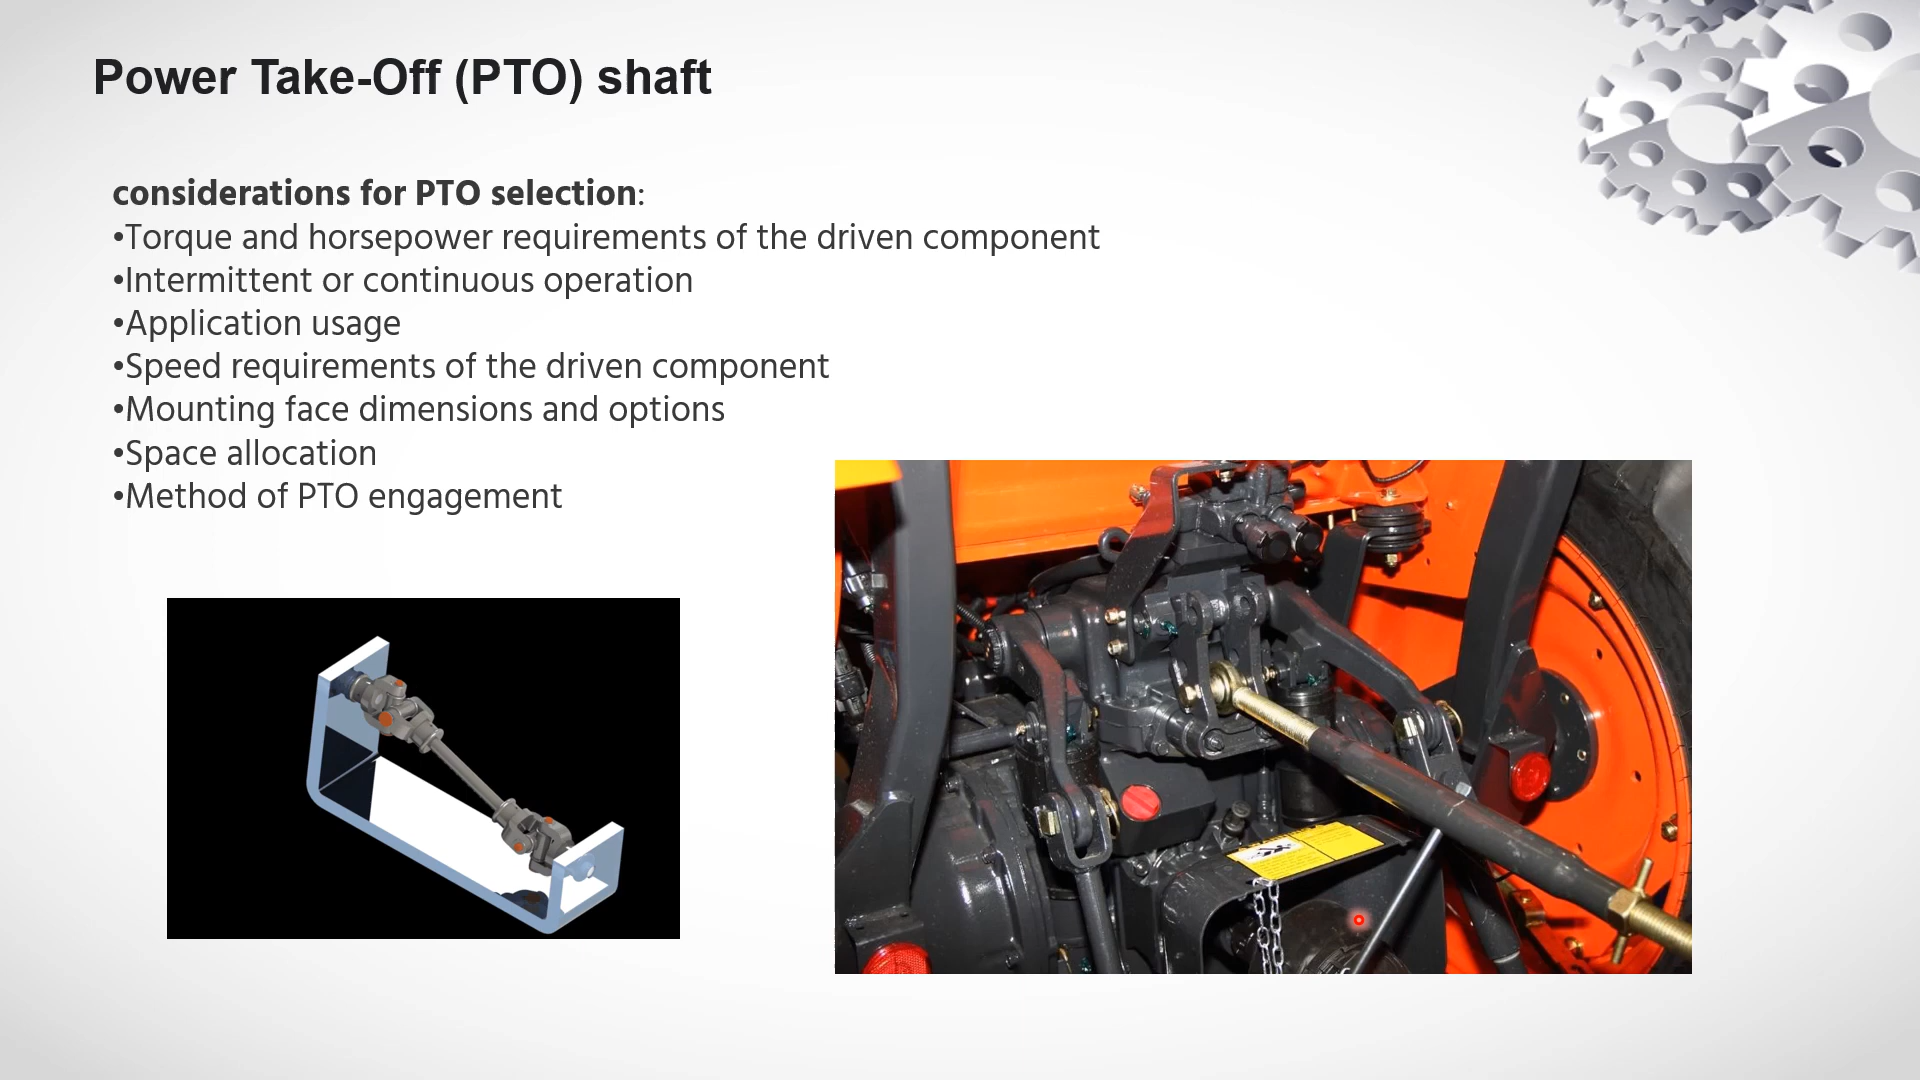 Power Take-Off (PTO) shaft
considerations for PTO selection:
•Torque and horsepower requirements of the driven component
•Intermittent or continuous operation
•Application usage
•Speed requirements of the driven component
•Mounting face dimensions and options
•Space allocation
•Method of PTO engagement